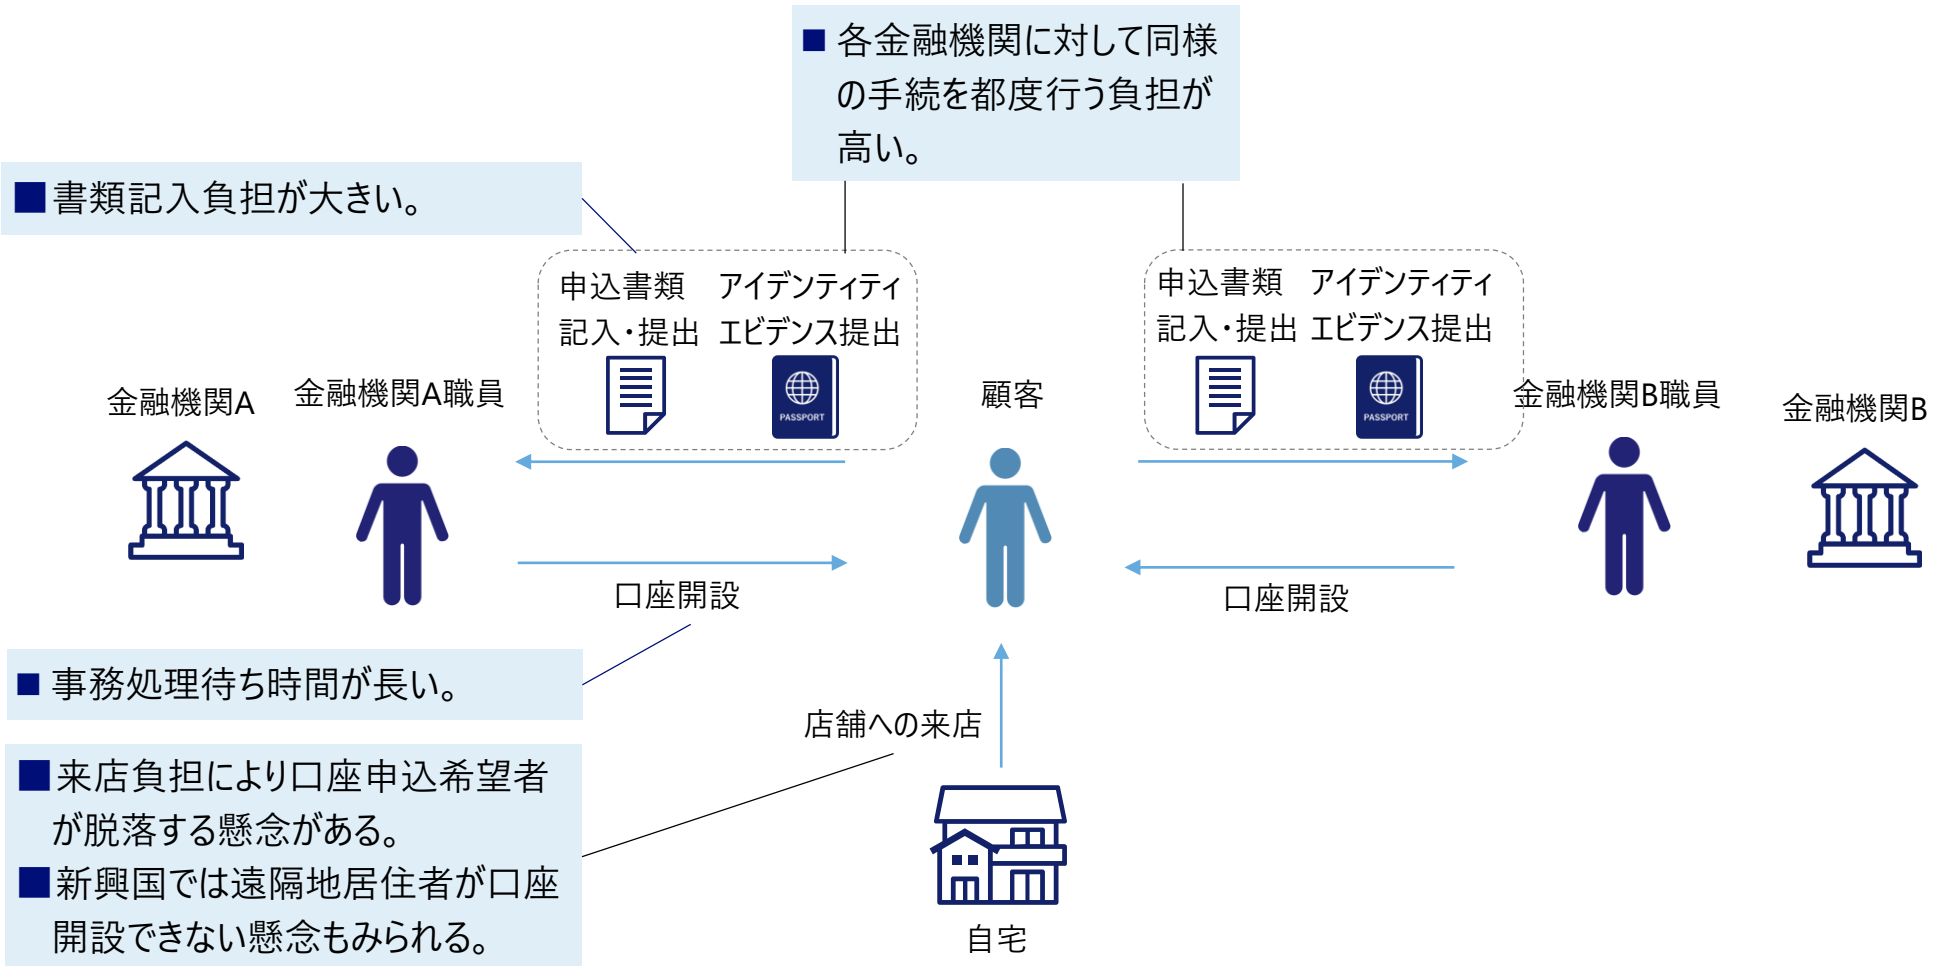 ■ 各金融機関に対して同様
の手続を都度行う負担が
高い。
■書類記入負担が大きい。
申込書類
記入・提出
アイデンティティ
エビデンス提出
PASSPORT
申込書類
記入・提出
アイデンティティ
エビデンス提出
PASSPORT
金融機関A
金融機関A職員
顧客
金融機関B職員
金融機関B
口座開設
口座開設
■ 事務処理待ち時間が長い。
店舗への来店
■来店負担により口座申込希望者
が脱落する懸念がある。
■新興国では遠隔地居住者が口座
開設できない懸念もみられる。
自宅